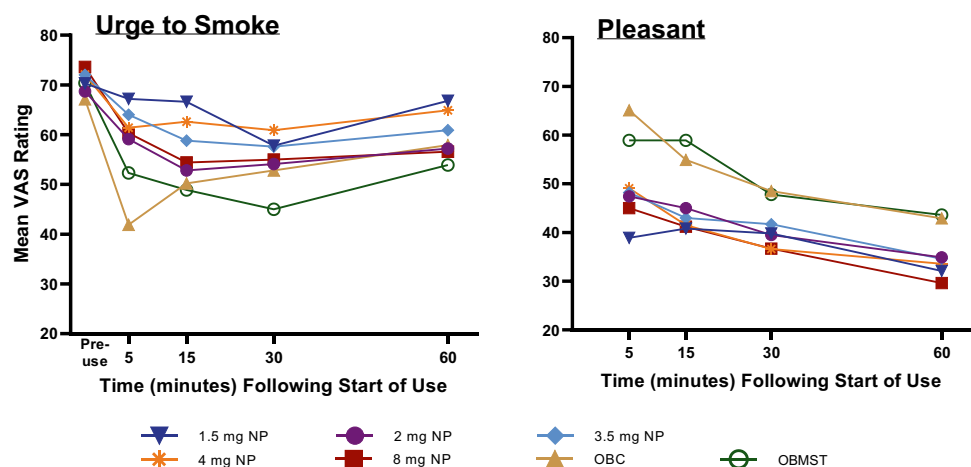 Urge to Smoke
80
70
60
50
40
30
20
Mean VAS Rating
Pre-
use
5
15
30
60
Time (minutes) Following Start of Use
Pleasant
80
70
60
50
40
30
20
5
15
30
60
Time (minutes) Following Start of Use
1.5 mg NP
2 mg NP
3.5 mg NP
4 mg NP
8 mg NP
OBC
OBMST